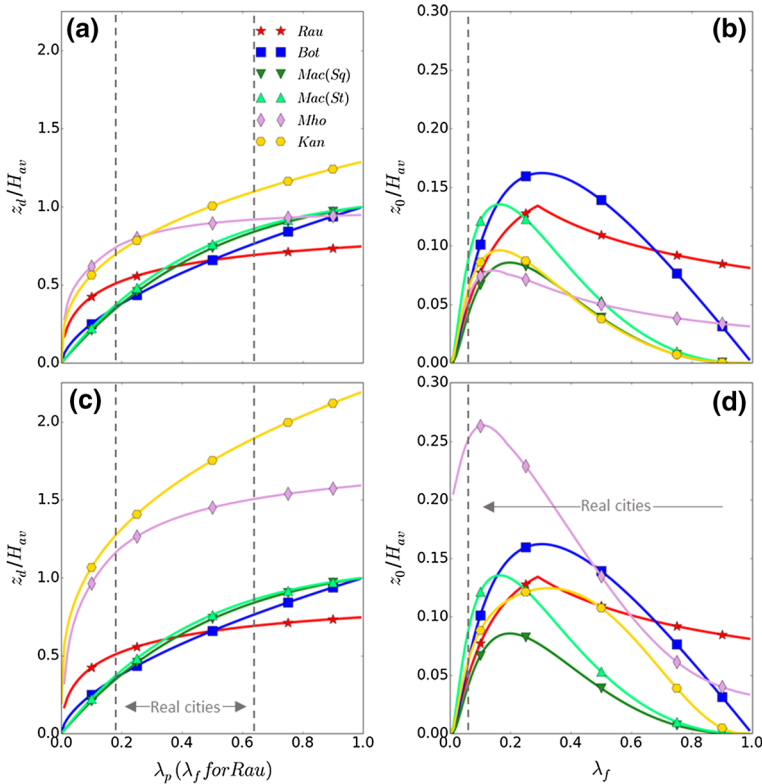 (a)
2.0
1.5
1.0
0.5
0.0
z_d/H_av
Rau
Bot
Mac(Sq)
Mac(St)
Mho
Kan
(b)
0.30
0.25
0.20
0.15
0.10
0.05
0.00
z_0/H_av
(c)
2.0
1.5
1.0
0.5
0.0
z_d/H_av
Real cities
0.0 0.2 0.4 0.6 0.8 1.0
λ_p (λ_f for Rau)
(d)
0.30
0.25
0.20
0.15
0.10
0.05
0.00
z_0/H_av
Real cities
0.0 0.2 0.4 0.6 0.8 1.0
λ_f